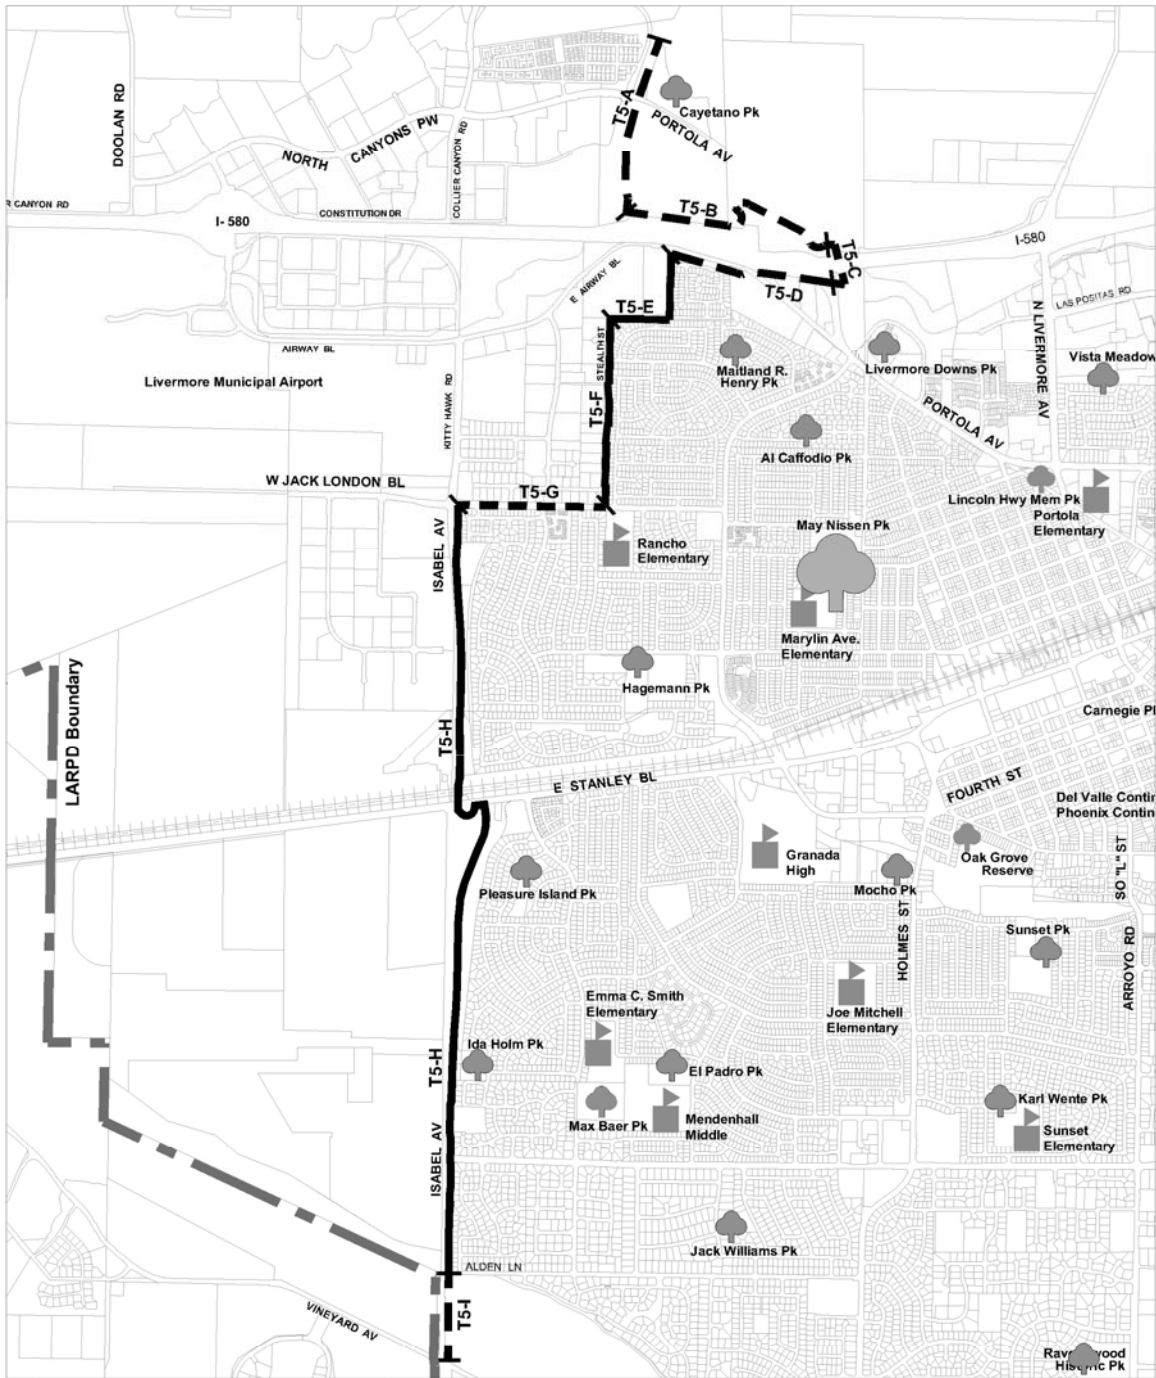 T5-A
Cayetano Pk
PORTOLA AV
DOOLAN RD
NORTH
CANYONS PW
COLLIER CANYON RD
R CANYON RD
CONSTITUTION DR
I- 580
T5-B
T5-C
I-580
T5-D
E AIRWAY BL
T5-E
LAS POSITAS RD
N LIVERMORE AV
AIRWAY BL
STEALTH ST
Maitland R.
Henry Pk
Livermore Downs Pk
Vista Meadow
Livermore Municipal Airport
KITTY HAWK RD
T5-F
PORTOLA AV
Al Caffodio Pk
W JACK LONDON BL
T5-G
Lincoln Hwy Mem Pk
Portola
Elementary
May Nissen Pk
ISABEL AV
Rancho
Elementary
Marylin Ave.
Elementary
LARPD Boundary
Hagemann Pk
T5-H
Carnegie Pl
E STANLEY BL
FOURTH ST
Del Valle Contin
Phoenix Contin
Granada
High
Oak Grove
Reserve
Mocho Pk
Pleasure Island Pk
SO "L" ST
HOLMES ST
Sunset Pk
ARROYO RD
Emma C. Smith
Elementary
Joe Mitchell
Elementary
Ida Holm Pk
T5-H
El Padro Pk
Karl Wente Pk
Max Baer Pk
Mendenhall
Middle
Sunset
Elementary
ISABEL AV
Jack Williams Pk
ALDEN LN
T5-I
VINEYARD AV